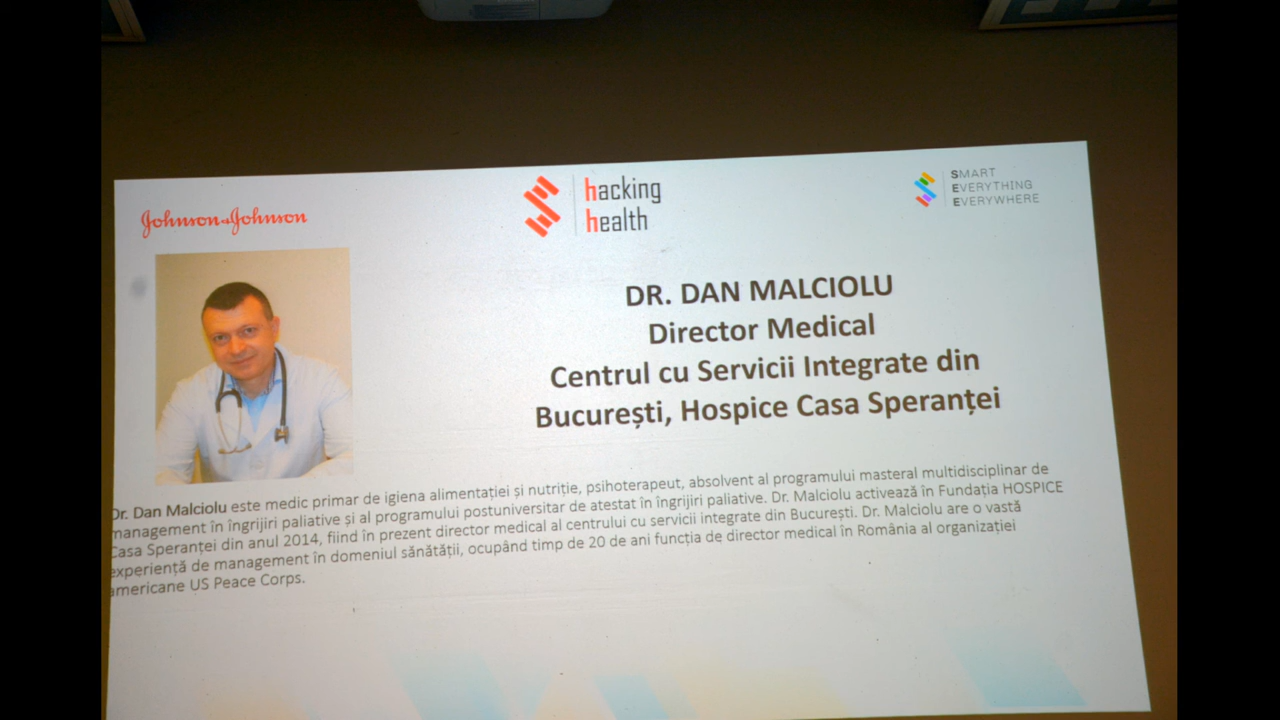 Johnson&Johnson
hacking
health
SMART
EVERYTHING
EVERYWHERE
DR. DAN MALCIOLU
Director Medical
Centrul cu Servicii Integrate din
București, Hospice Casa Speranței
Dr. Dan Malciolu este medic primar de igiena alimentației și nutriție, psihoterapeut, absolvent al programului masteral multidisciplinar de
management în îngrijiri paliative și al programului postuniversitar de atestat în îngrijiri paliative. Dr. Malciolu activează în Fundația HOSPICE
Casa Speranței din anul 2014, fiind în prezent director medical al centrului cu servicii integrate din București. Dr. Malciolu are o vastă
experiență de management în domeniul sănătății, ocupând timp de 20 de ani funcția de director medical în România al organizației
americane US Peace Corps.